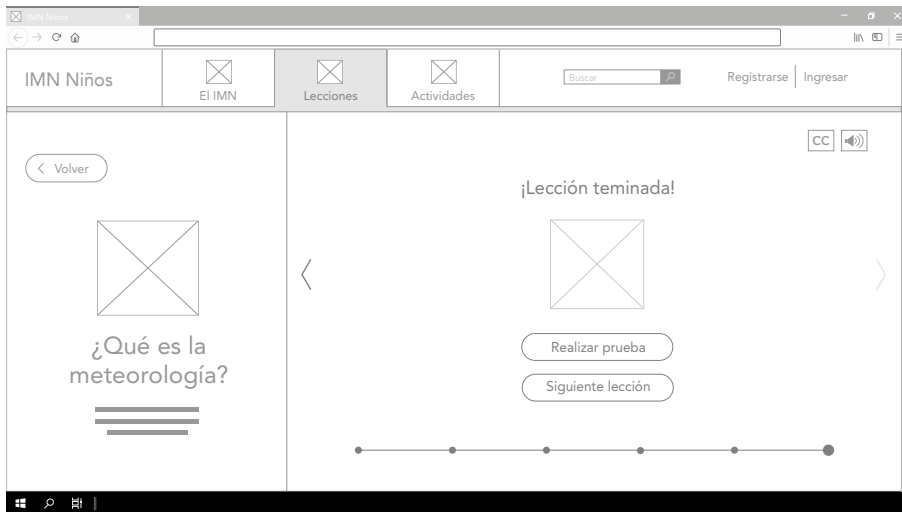 IMN Niños
IMN Niños
El IMN
Lecciones
Actividades
Buscar
Registrarse
Ingresar
CC
Volver
¿Qué es la
meteorología?
¡Lección teminada!
Realizar prueba
Siguiente lección